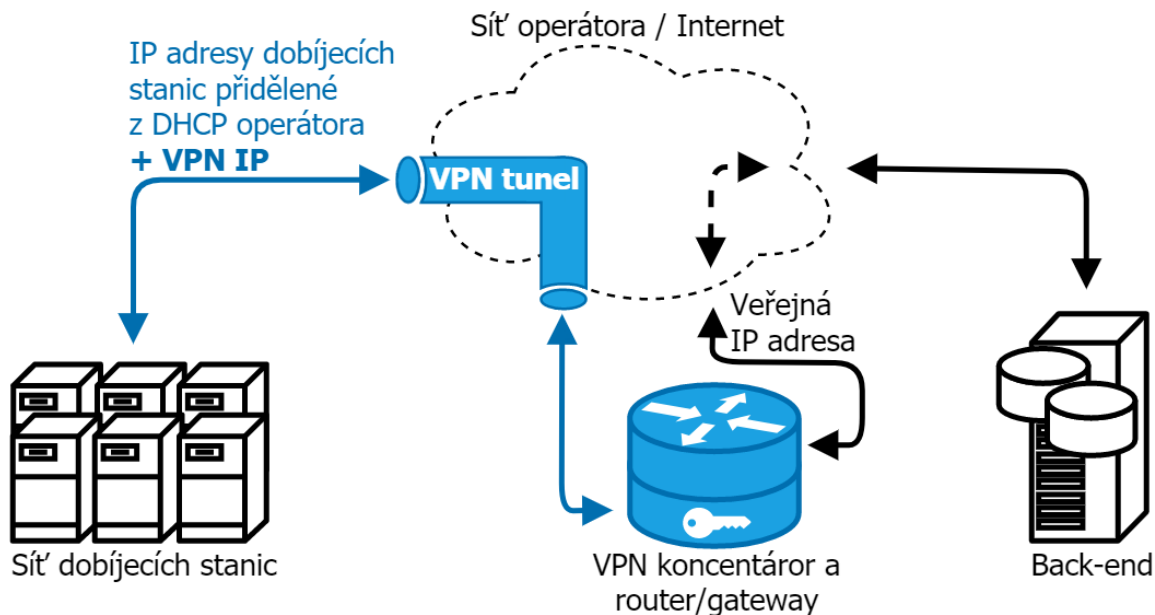 Síť operátora / Internet
IP adresy dobíjecích
stanic přidělené
z DHCP operátora
+ VPN IP
VPN tunel
Veřejná
IP adresa
Síť dobíjecích stanic
VPN koncentároror a
router/gateway
Back-end